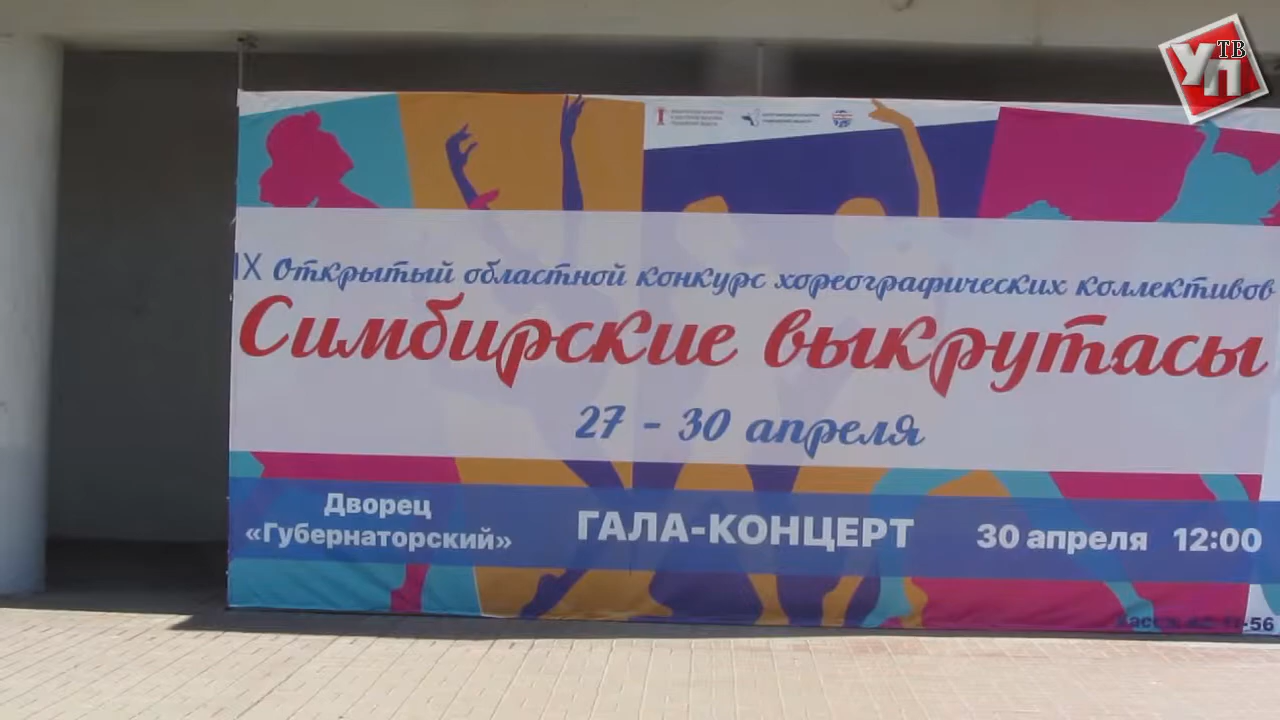 УП ТВ
IX Открытый областной конкурс хореографических коллективов
Симбирские выкрутасы
27 - 30 апреля
Дворец
«Губернаторский»
ГАЛА-КОНЦЕРТ
30 апреля 12:00